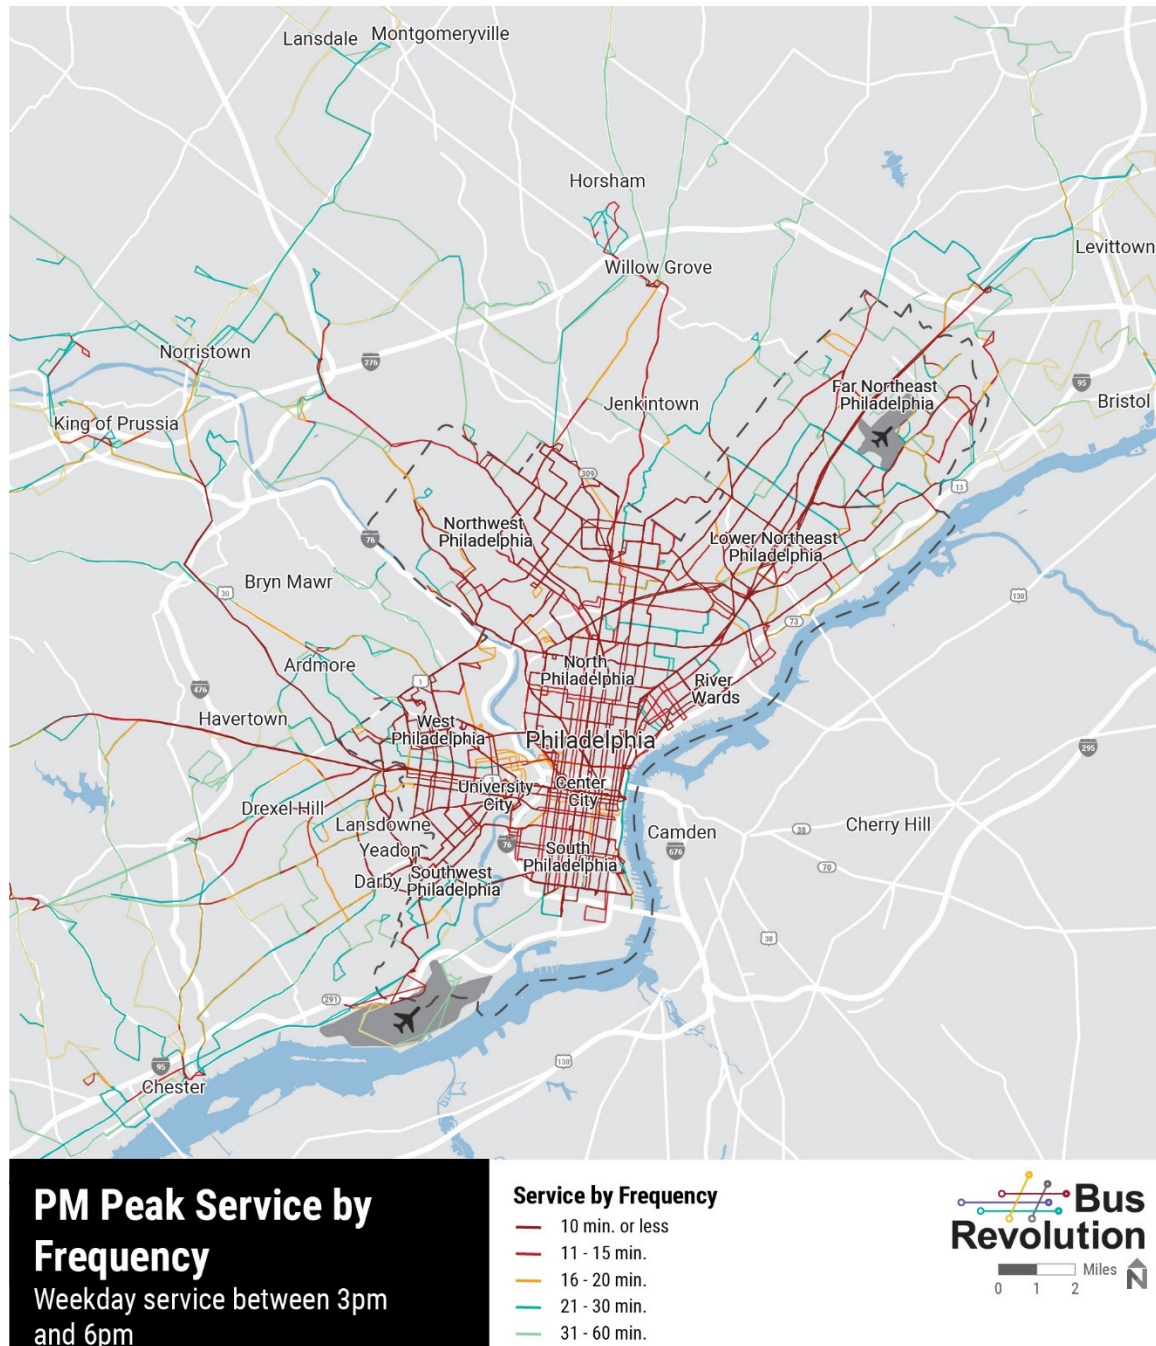 Lansdale
Montgomeryville
Horsham
Willow Grove
Levittown
Norristown
276
Jenkintown
Far Northeast
Philadelphia
95
Bristol
King of Prussia
309
13
Northwest
Philadelphia
Lower Northeast
Philadelphia
76
Bryn Mawr
30
130
73
Ardmore
North
Philadelphia
River
Wards
1
476
Havertown
West
Philadelphia
Philadelphia
295
3
University
City
Center
City
Drexel Hill
Lansdowne
Camden
38
Cherry Hill
Yeadon
76
South
Philadelphia
676
70
Darby
Southwest
Philadelphia
30
291
95
130
Chester
PM Peak Service by
Frequency
Weekday service between 3pm
and 6pm
Service by Frequency
10 min. or less
11 - 15 min.
16 - 20 min.
21 - 30 min.
31 - 60 min.
Bus
Revolution
Miles
0 1 2
N